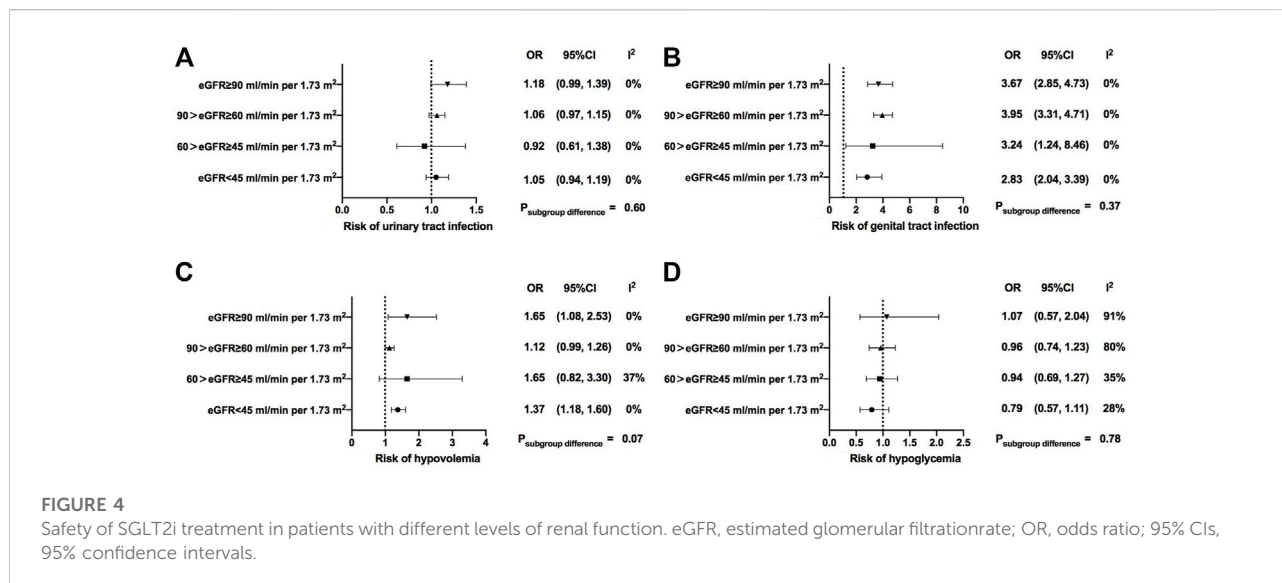 A
OR 95%CI I²
eGFR≥90 ml/min per 1.73 m² 1.18 (0.99, 1.39) 0%
90>eGFR≥60 ml/min per 1.73 m² 1.06 (0.97, 1.15) 0%
60>eGFR≥45 ml/min per 1.73 m² 0.92 (0.61, 1.38) 0%
eGFR<45 ml/min per 1.73 m² 1.05 (0.94, 1.19) 0%
P subgroup difference = 0.60
0.0 0.5 1.0 1.5
Risk of urinary tract infection
B
OR 95%CI I²
eGFR≥90 ml/min per 1.73 m² 3.67 (2.85, 4.73) 0%
90>eGFR≥60 ml/min per 1.73 m² 3.95 (3.31, 4.71) 0%
60>eGFR≥45 ml/min per 1.73 m² 3.24 (1.24, 8.46) 0%
eGFR<45 ml/min per 1.73 m² 2.83 (2.04, 3.39) 0%
P subgroup difference = 0.37
0 2 4 6 8 10
Risk of genital tract infection
C
OR 95%CI I²
eGFR≥90 ml/min per 1.73 m² 1.65 (1.08, 2.53) 0%
90>eGFR≥60 ml/min per 1.73 m² 1.12 (0.99, 1.26) 0%
60>eGFR≥45 ml/min per 1.73 m² 1.65 (0.82, 3.30) 37%
eGFR<45 ml/min per 1.73 m² 1.37 (1.18, 1.60) 0%
P subgroup difference = 0.07
0 1 2 3 4
Risk of hypovolemia
D
OR 95%CI I²
eGFR≥90 ml/min per 1.73 m² 1.07 (0.57, 2.04) 91%
90>eGFR≥60 ml/min per 1.73 m² 0.96 (0.74, 1.23) 80%
60>eGFR≥45 ml/min per 1.73 m² 0.94 (0.69, 1.27) 35%
eGFR<45 ml/min per 1.73 m² 0.79 (0.57, 1.11) 28%
P subgroup difference = 0.78
0.0 0.5 1.0 1.5 2.0 2.5
Risk of hypoglycemia
FIGURE 4
Safety of SGLT2i treatment in patients with different levels of renal function. eGFR, estimated glomerular filtrationrate; OR, odds ratio; 95% CIs,
95% confidence intervals.